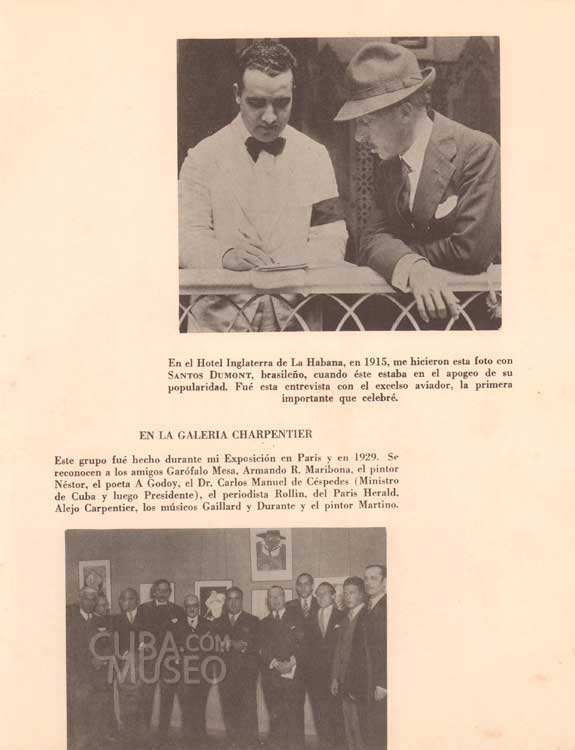 En el Hotel Inglaterra de La Habana, en 1915, me hicieron esta foto con
SANTOS DUMONT, brasileño, cuando éste estaba en el apogeo de su
popularidad. Fué esta entrevista con el excelso aviador, la primera
importante que celebré.
EN LA GALERIA CHARPENTIER
Este grupo fué hecho durante mi Exposición en Paris y en 1929. Se
reconocen a los amigos Garófalo Mesa, Armando R. Maribona, el pintor
Néstor, el poeta A Godoy, el Dr. Carlos Manuel de Céspedes (Ministro
de Cuba y luego Presidente), el periodista Rollin, del Paris Herald.
Alejo Carpentier, los músicos Gaillard y Durante y el pintor Martino.
CUBA.COM
MUSEO